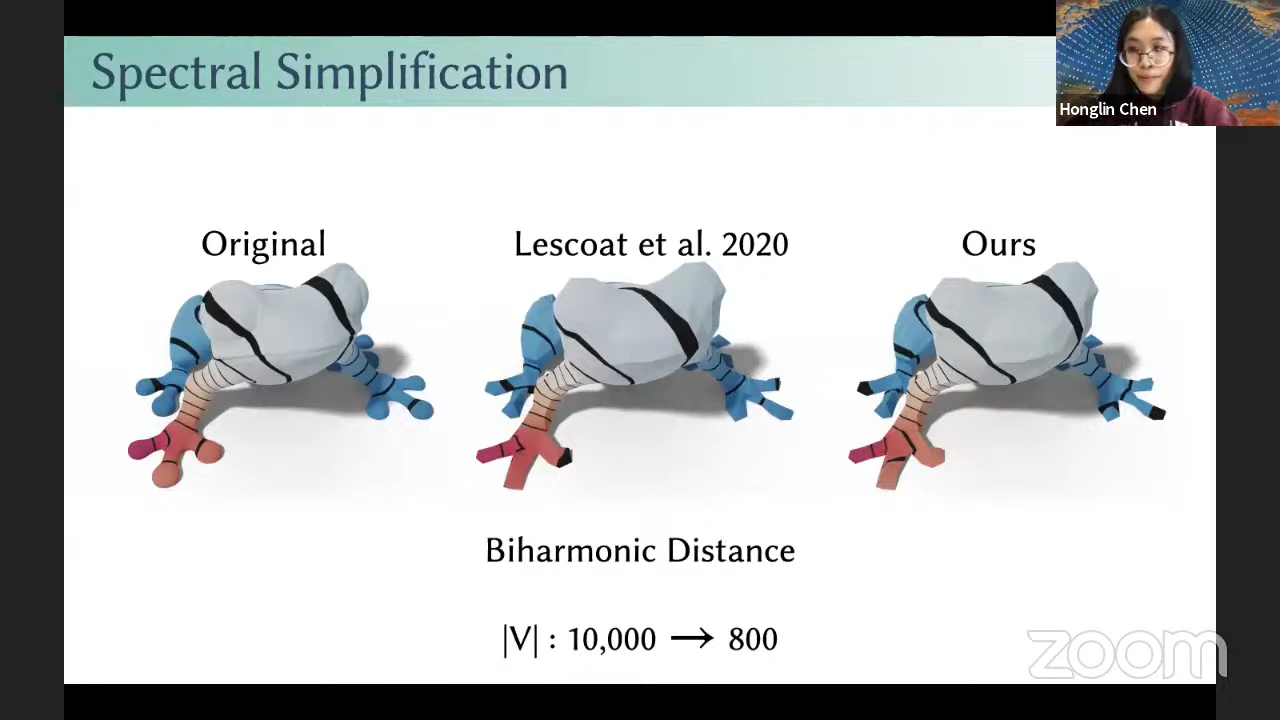 Spectral Simplification
Honglin Chen
Original
Lescoat et al. 2020
Ours
Biharmonic Distance
|V| : 10,000 → 800
zoom